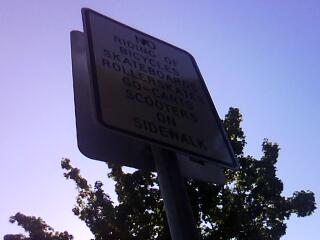 NO
RIDING OF
BICYCLES
SKATEBOARDS
ROLLERSKATES
GO-CARTS
SCOOTERS
ON
SIDEWALK